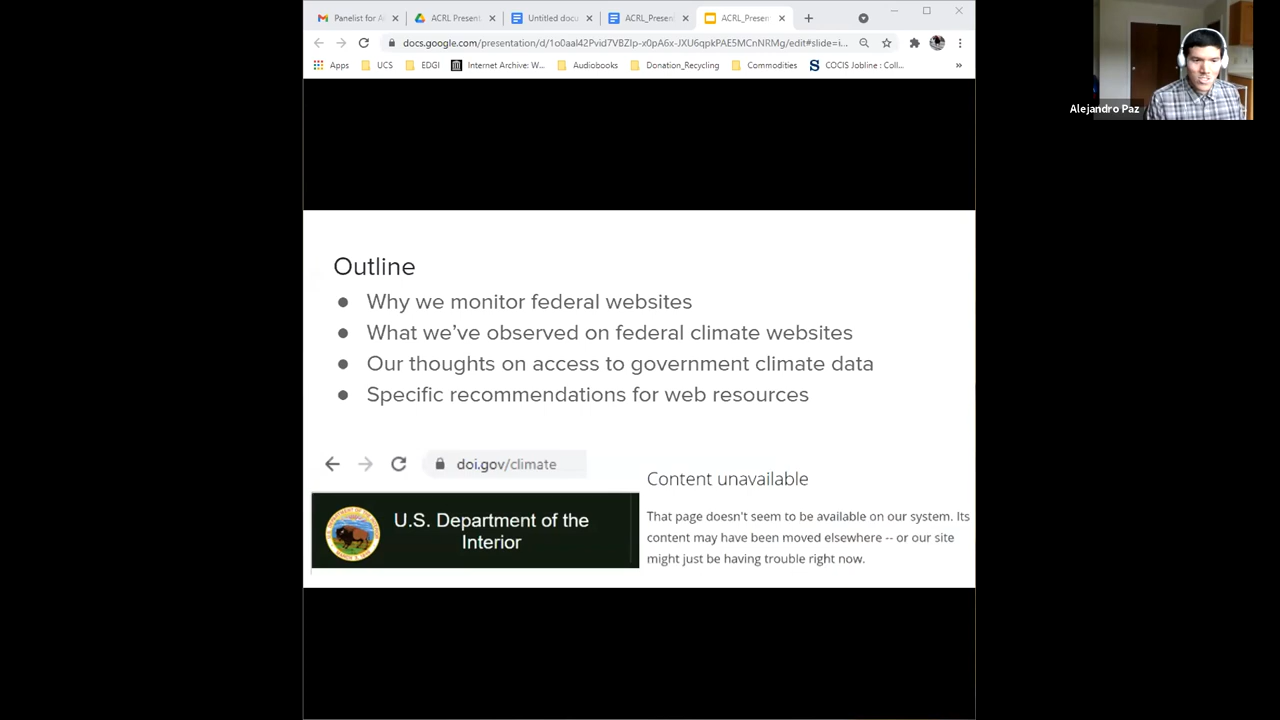 Panelist for A
ACRL Presen
Untitled docu
ACRL_Presen
ACRL_Presen
docs.google.com/presentation/d/1o0aal42Pvid7VBZIp-x0pA6x-JXU6qpkPAE5MCnNRMg/edit#slide=i...
Apps
UCS
EDGI
Internet Archive: W...
Audiobooks
Donation_Recycling
Commodities
COCIS Jobline : Coll...
»
Alejandro Paz
Outline
● Why we monitor federal websites
● What we’ve observed on federal climate websites
● Our thoughts on access to government climate data
● Specific recommendations for web resources
doi.gov/climate
U.S. Department of the
Interior
Content unavailable
That page doesn't seem to be available on our system. Its
content may have been moved elsewhere -- or our site
might just be having trouble right now.